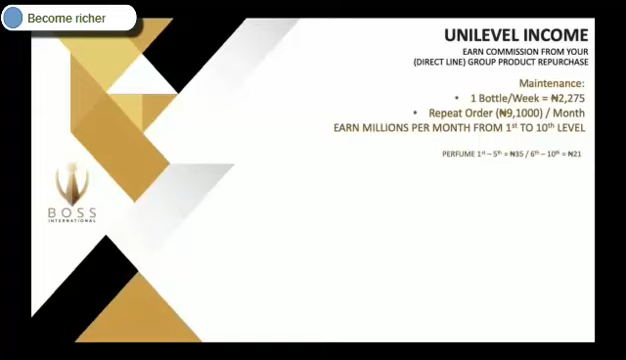 Become richer
UNILEVEL INCOME
EARN COMMISSION FROM YOUR
(DIRECT LINE) GROUP PRODUCT REPURCHASE
Maintenance:
• 1 Bottle/Week = ₦2,275
• Repeat Order (₦9,1000) / Month
EARN MILLIONS PER MONTH FROM 1st TO 10th LEVEL
PERFUME 1st – 5th = ₦35 / 6th – 10th = ₦21
BOSS
INTERNATIONAL